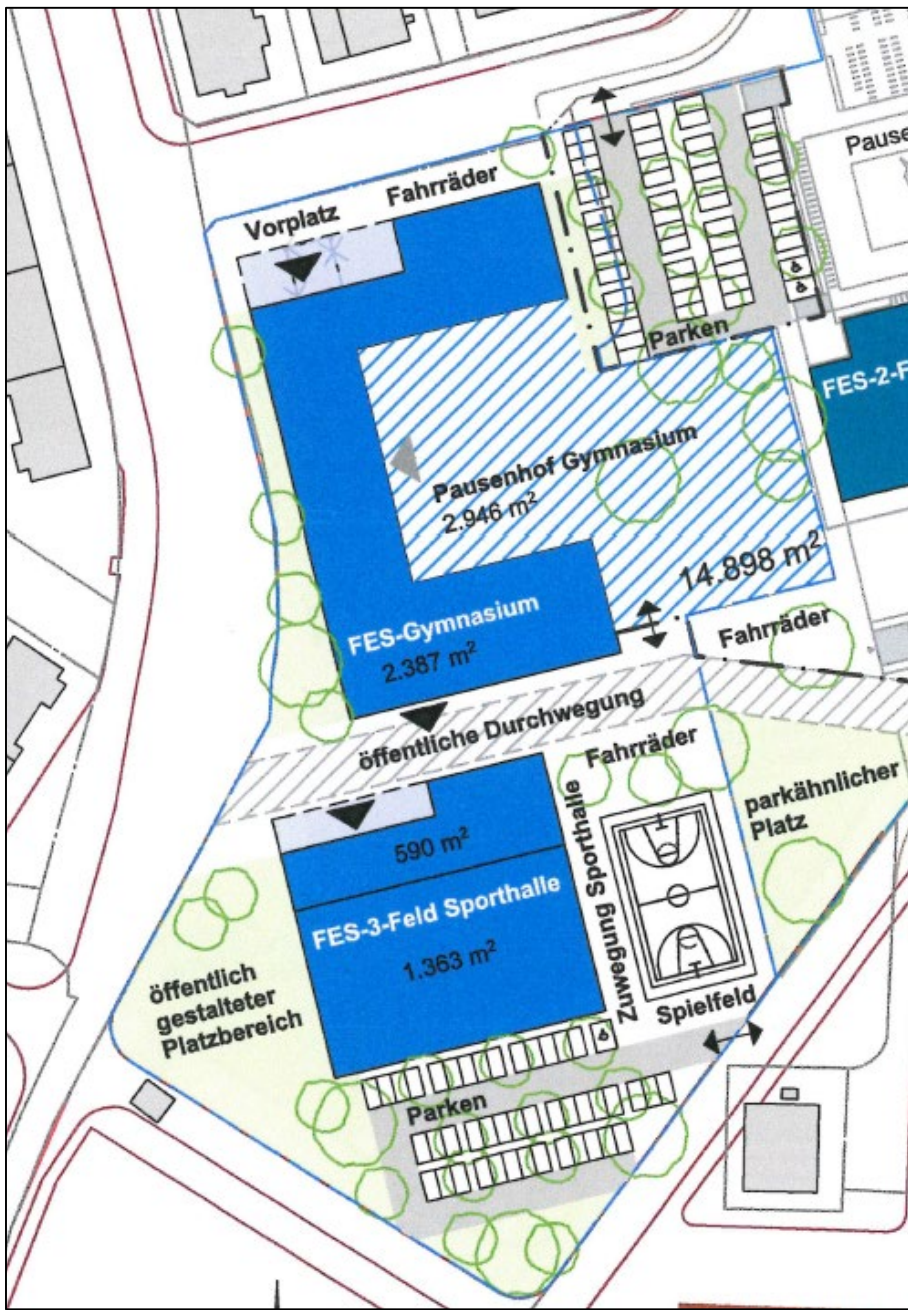 Pause
Fahrräder
Vorplatz
Parken
FES-2-F
Pausenhof Gymnasium
2.946 m²
14.898 m²
FES-Gymnasium
2.387 m²
Fahrräder
öffentliche Durchwegung
Fahrräder
parkähnlicher
Platz
590 m²
Zuwegung Sporthalle
FES-3-Feld Sporthalle
1.363 m²
öffentlich
gestalteter
Platzbereich
Spielfeld
Parken